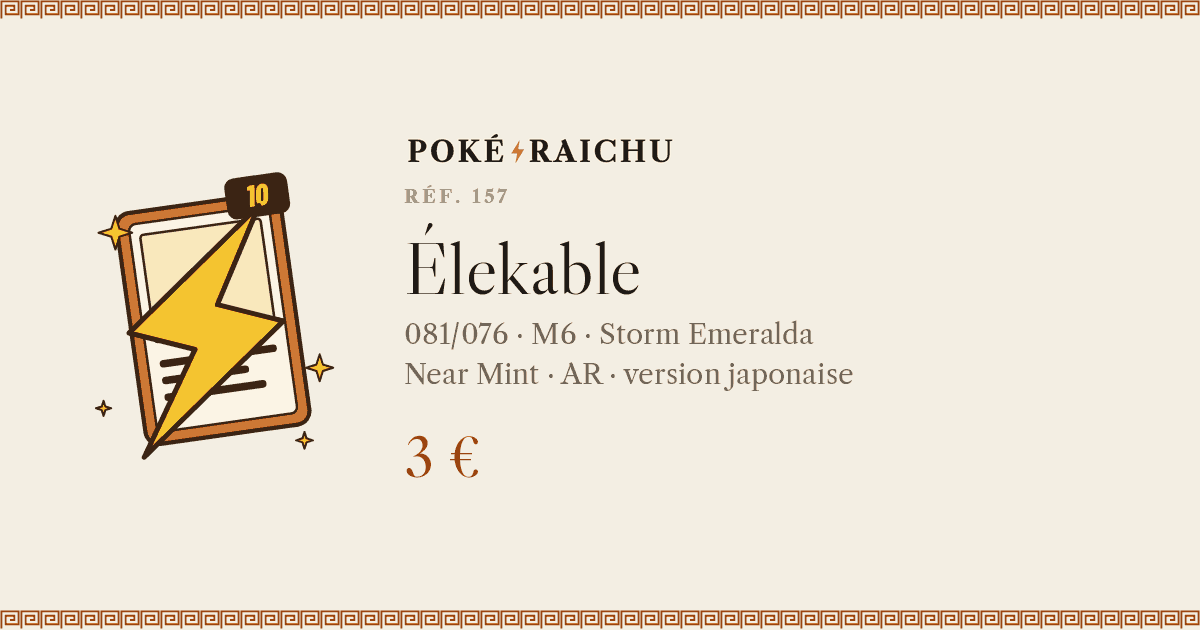 POKÉ RAICHU
RÉF. 157
10
Élekable
081/076 · M6 · Storm Emeralda
Near Mint · AR · version japonaise
3 €